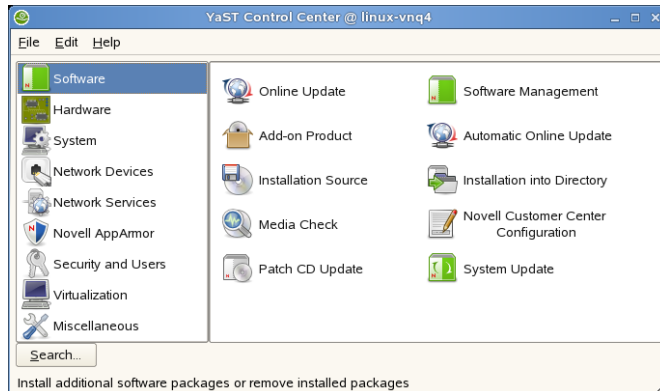 YaST Control Center @ linux-vnq4
File Edit Help
Software
Hardware
System
Network Devices
Network Services
Novell AppArmor
Security and Users
Virtualization
Miscellaneous
Search...
Online Update
Add-on Product
Installation Source
Media Check
Patch CD Update
Software Management
Automatic Online Update
Installation into Directory
Novell Customer Center
Configuration
System Update
Install additional software packages or remove installed packages